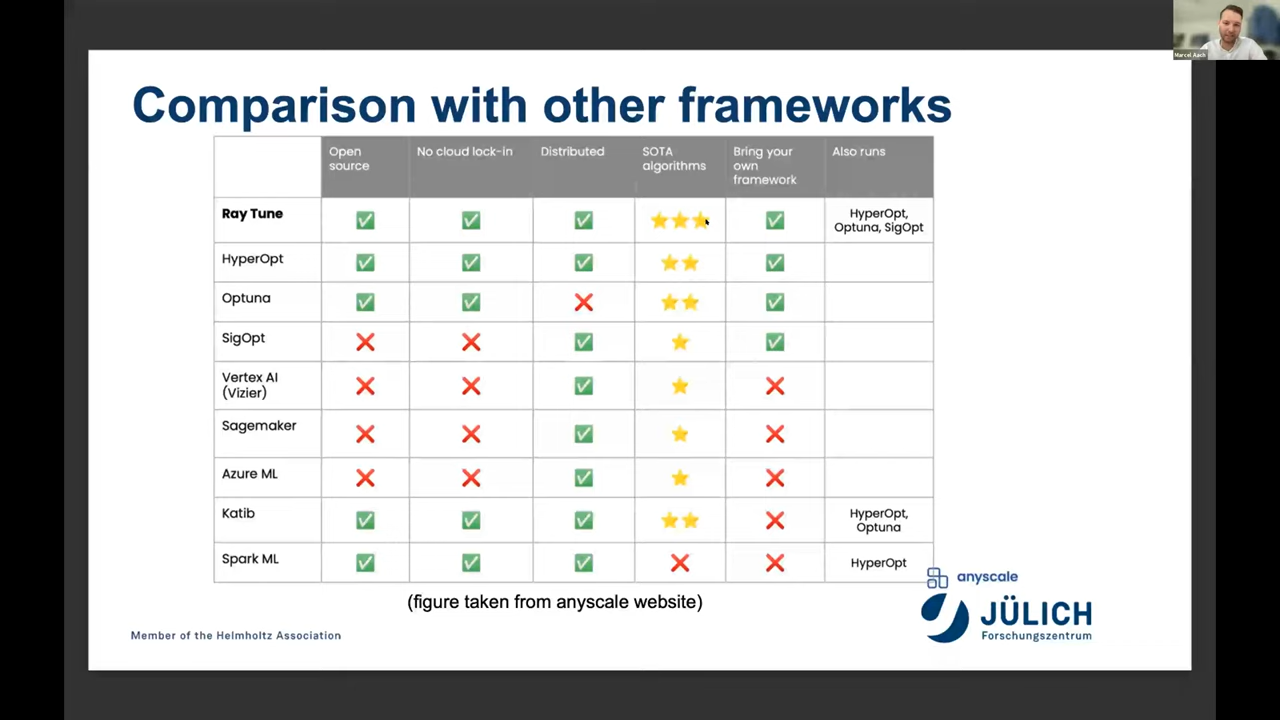 Marcel Aach
Comparison with other frameworks
Open source
No cloud lock-in
Distributed
SOTA algorithms
Bring your own framework
Also runs
Ray Tune
HyperOpt,
Optuna, SigOpt
HyperOpt
Optuna
SigOpt
Vertex AI
(Vizier)
Sagemaker
Azure ML
Katib
HyperOpt,
Optuna
Spark ML
HyperOpt
anyscale
(figure taken from anyscale website)
JÜLICH
Forschungszentrum
Member of the Helmholtz Association